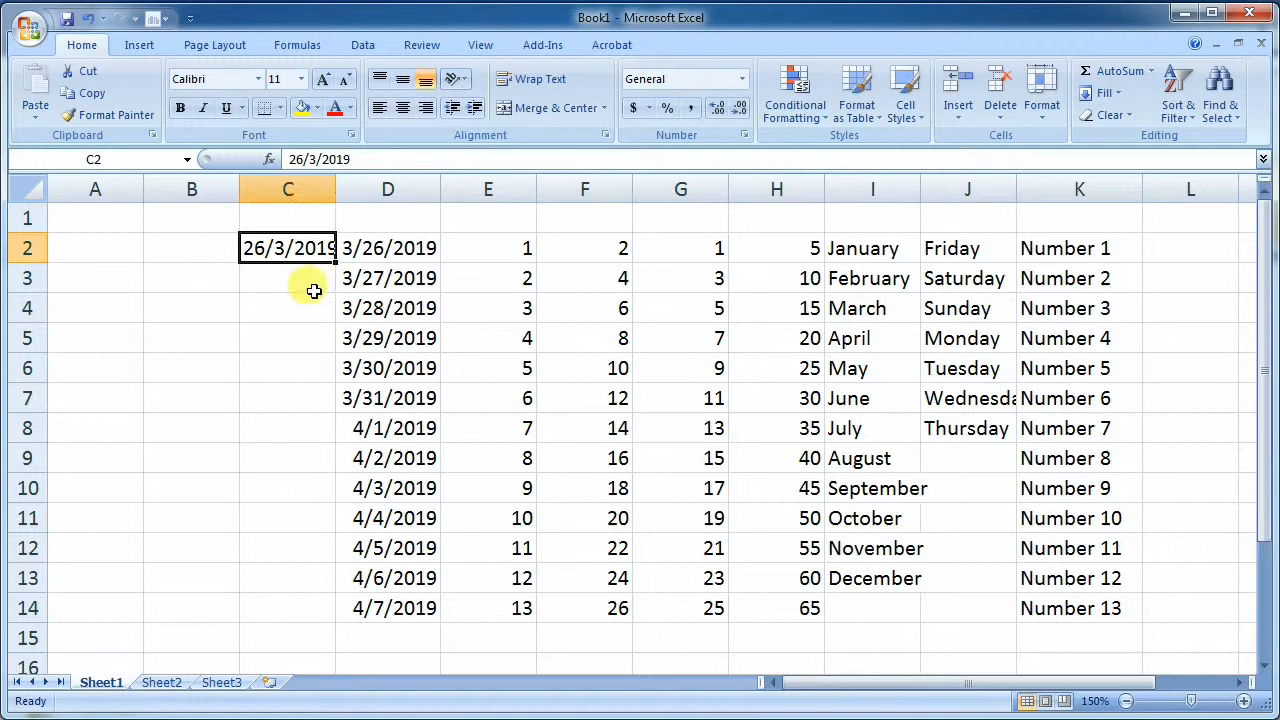 Book1 - Microsoft Excel
Home Insert Page Layout Formulas Data Review View Add-Ins Acrobat
Paste
Cut
Copy
Format Painter
Clipboard
Calibri 11
B I U A
Font
Wrap Text
Merge & Center
Alignment
General
$ % ,
Number
Conditional Formatting
Format as Table
Cell Styles
Styles
Insert
Delete
Format
Cells
Σ AutoSum
Fill
Clear
Sort & Filter
Find & Select
Editing
C2 fx 26/3/2019
A B C D E F G H I J K L
1
2 26/3/2019 3/26/2019 1 2 1 5 January Friday Number 1
3 3/27/2019 2 4 3 10 February Saturday Number 2
4 3/28/2019 3 6 5 15 March Sunday Number 3
5 3/29/2019 4 8 7 20 April Monday Number 4
6 3/30/2019 5 10 9 25 May Tuesday Number 5
7 3/31/2019 6 12 11 30 June Wednesda Number 6
8 4/1/2019 7 14 13 35 July Thursday Number 7
9 4/2/2019 8 16 15 40 August Number 8
10 4/3/2019 9 18 17 45 September Number 9
11 4/4/2019 10 20 19 50 October Number 10
12 4/5/2019 11 22 21 55 November Number 11
13 4/6/2019 12 24 23 60 December Number 12
14 4/7/2019 13 26 25 65 Number 13
15
16
Sheet1 Sheet2 Sheet3
Ready 150%